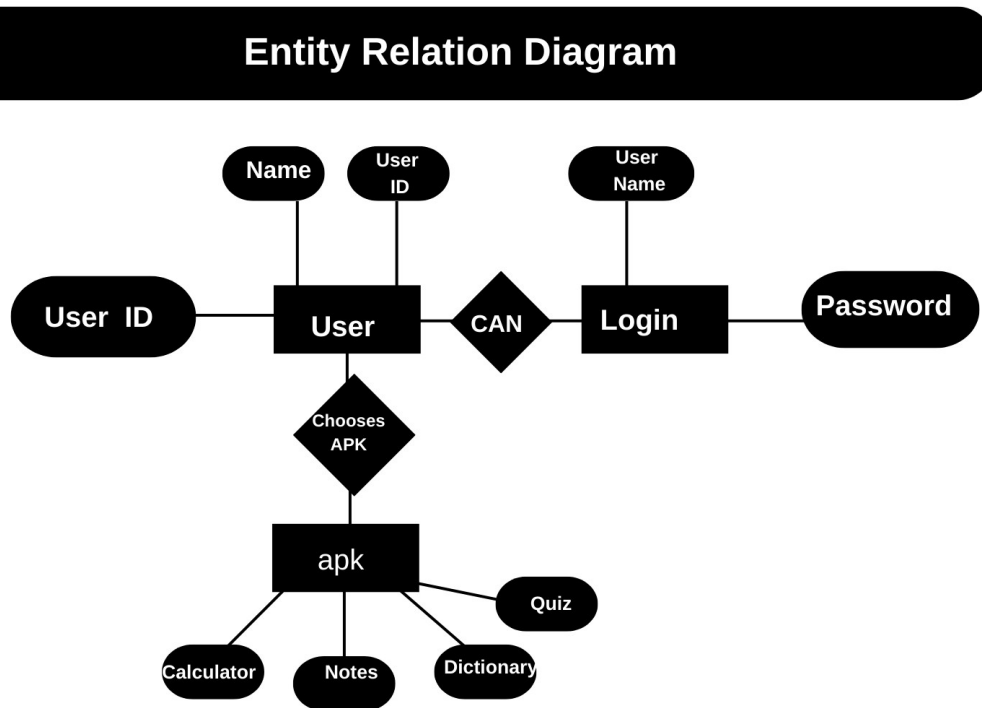 Entity Relation Diagram
Name
User
ID
User
Name
User ID
User
CAN
Login
Password
Chooses
APK
apk
Quiz
Calculator
Notes
Dictionary